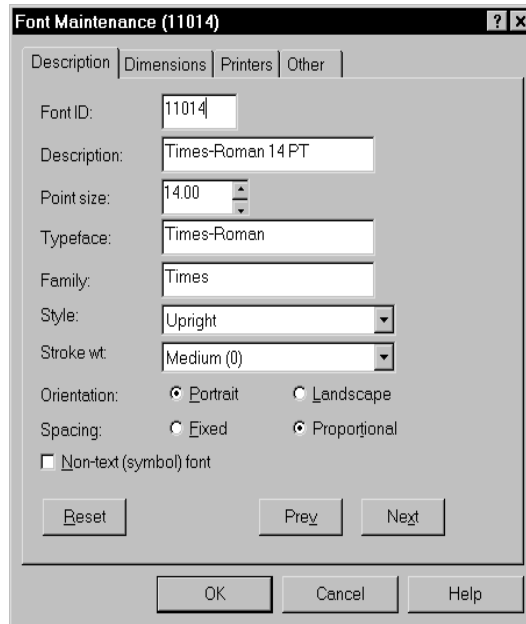 Font Maintenance (11014) ? X
Description Dimensions Printers Other
Font ID: 11014
Description: Times-Roman 14 PT
Point size: 14.00
Typeface: Times-Roman
Family: Times
Style: Upright
Stroke wt: Medium (0)
Orientation: Portrait Landscape
Spacing: Fixed Proportional
Non-text (symbol) font
Reset Prev Next
OK Cancel Help